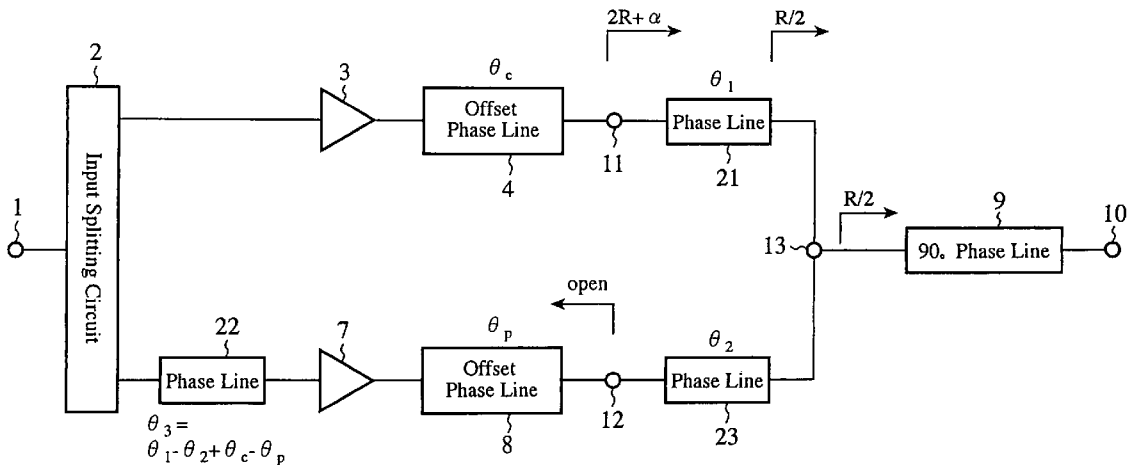 2R+ α
R/2
2
3
θc
θ1
Offset
Phase Line
Phase Line
11
4
21
1
Input Splitting Circuit
R/2
9
10
13
90。 Phase Line
open
22
7
θp
θ2
Phase Line
Offset
Phase Line
Phase Line
12
8
23
θ3 =
θ1-θ2+θc-θp